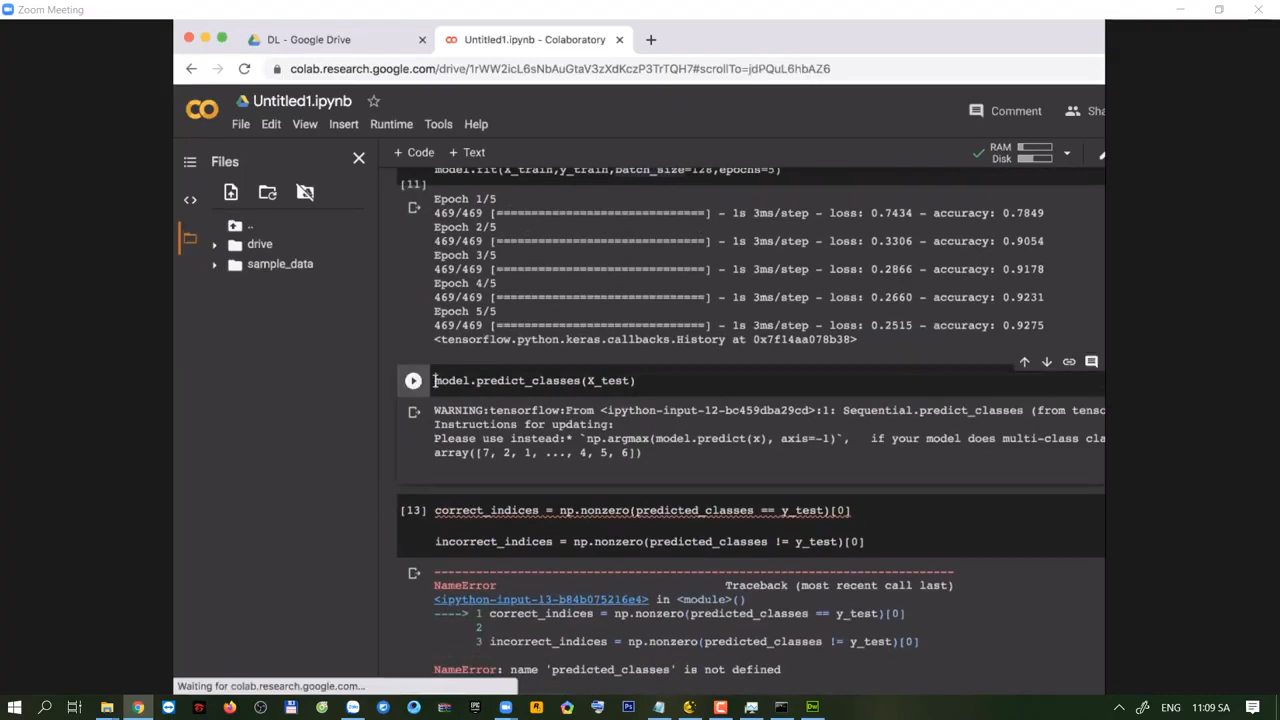 Zoom Meeting
DL - Google Drive
Untitled1.ipynb - Colaboratory
colab.research.google.com/drive/1rWW2icL6sNbAuGtaV3zXdKczP3TrTQH7#scrollTo=jdPQuL6hbAZ6
Untitled1.ipynb
Comment
Sha
File Edit View Insert Runtime Tools Help
Files
+ Code + Text
RAM
Disk
model.fit(X_train,y_train,batch_size=128,epochs=5)
[11]
Epoch 1/5
469/469 [==============================] - 1s 3ms/step - loss: 0.7434 - accuracy: 0.7849
Epoch 2/5
469/469 [==============================] - 1s 3ms/step - loss: 0.3306 - accuracy: 0.9054
Epoch 3/5
469/469 [==============================] - 1s 3ms/step - loss: 0.2866 - accuracy: 0.9178
Epoch 4/5
469/469 [==============================] - 1s 3ms/step - loss: 0.2660 - accuracy: 0.9231
Epoch 5/5
469/469 [==============================] - 1s 3ms/step - loss: 0.2515 - accuracy: 0.9275
<tensorflow.python.keras.callbacks.History at 0x7f14aa078b38>
..
drive
sample_data
model.predict_classes(X_test)
WARNING:tensorflow:From <ipython-input-12-bc459dba29cd>:1: Sequential.predict_classes (from tenso
Instructions for updating:
Please use instead:* `np.argmax(model.predict(x), axis=-1)`,   if your model does multi-class cla
array([7, 2, 1, ..., 4, 5, 6])
[13] correct_indices = np.nonzero(predicted_classes == y_test)[0]
incorrect_indices = np.nonzero(predicted_classes != y_test)[0]
---------------------------------------------------------------------------
NameError                                 Traceback (most recent call last)
<ipython-input-13-b84b075216e4> in <module>()
----> 1 correct_indices = np.nonzero(predicted_classes == y_test)[0]
2
3 incorrect_indices = np.nonzero(predicted_classes != y_test)[0]
NameError: name 'predicted_classes' is not defined
Waiting for colab.research.google.com...
ENG 11:09 SA